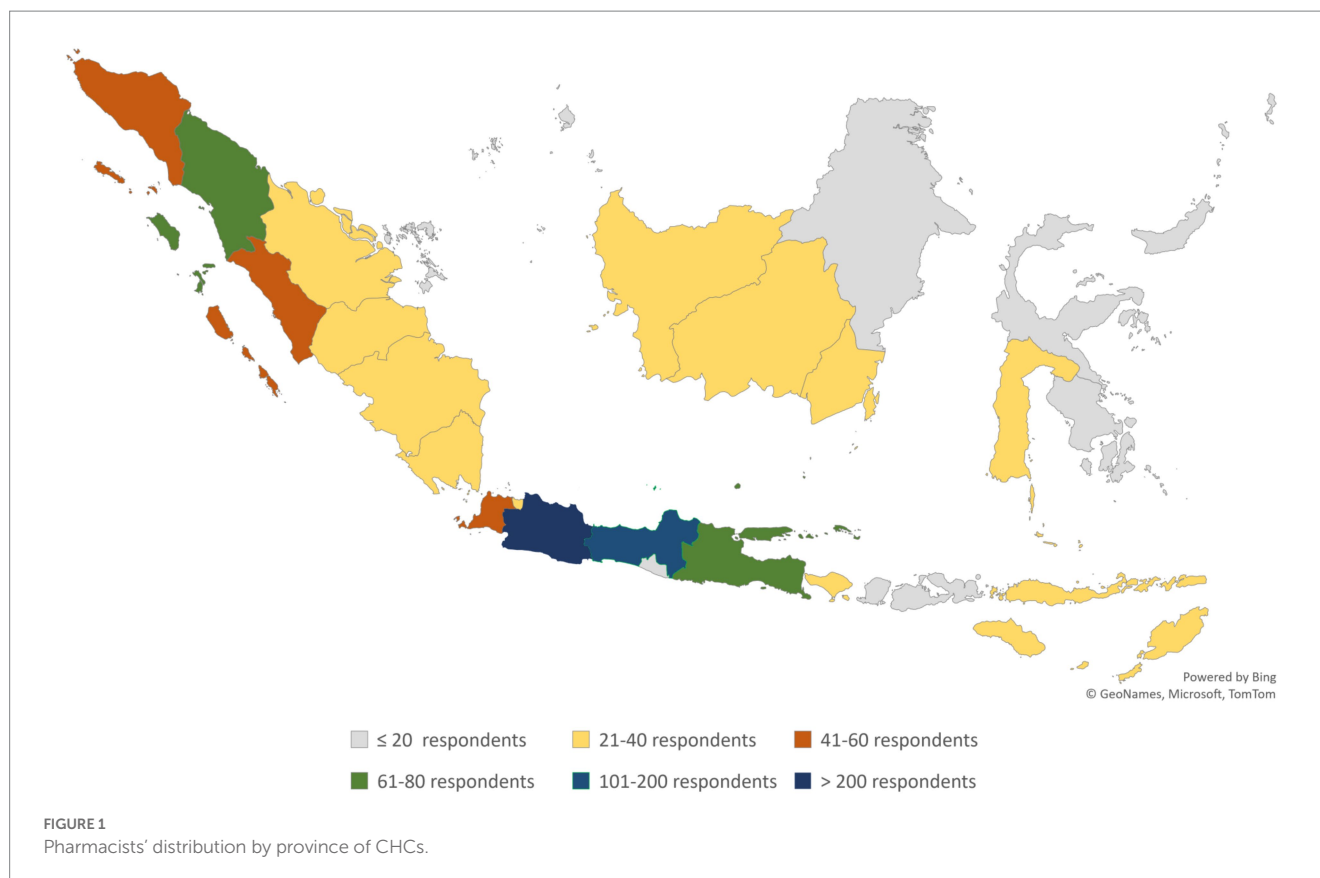 Powered by Bing
© GeoNames, Microsoft, TomTom
≤ 20 respondents
21-40 respondents
41-60 respondents
61-80 respondents
101-200 respondents
> 200 respondents
FIGURE 1
Pharmacists’ distribution by province of CHCs.